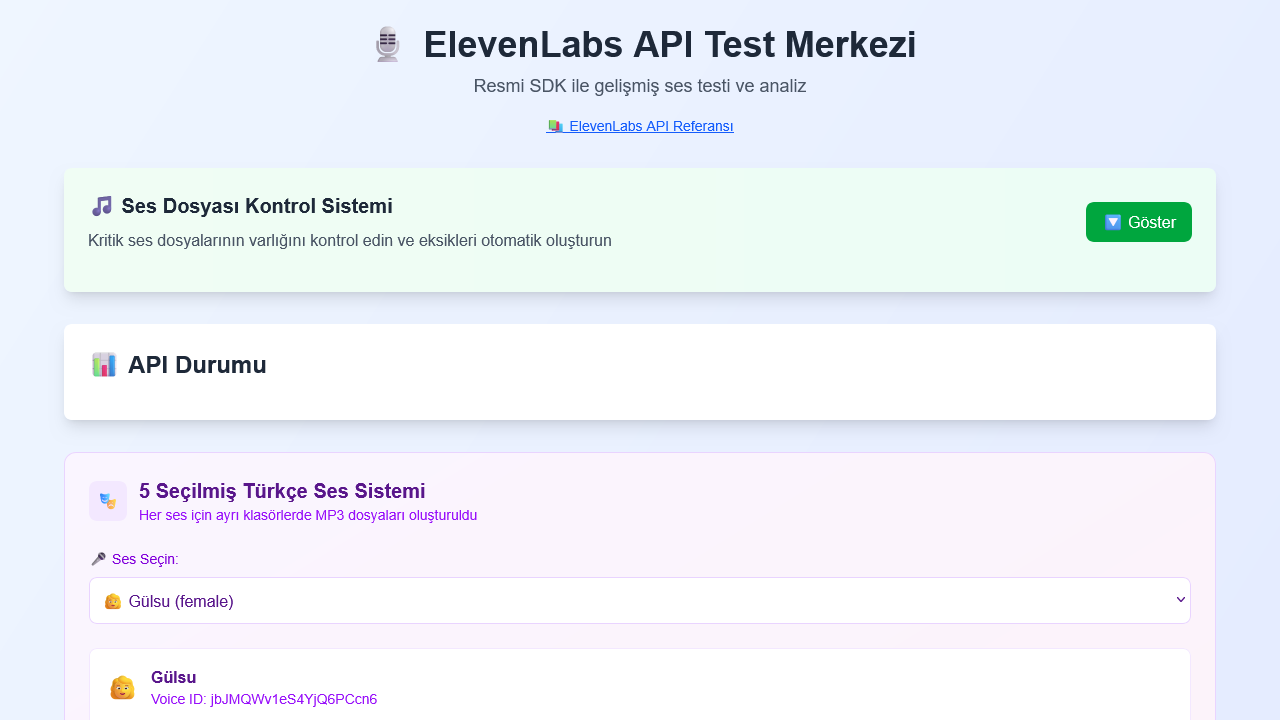 ElevenLabs API Test Merkezi
Resmi SDK ile gelişmiş ses testi ve analiz
ElevenLabs API Referansı
Ses Dosyası Kontrol Sistemi
Kritik ses dosyalarının varlığını kontrol edin ve eksikleri otomatik oluşturun
Göster
API Durumu
5 Seçilmiş Türkçe Ses Sistemi
Her ses için ayrı klasörlerde MP3 dosyaları oluşturuldu
Ses Seçin:
Gülsu (female)
Gülsu
Voice ID: jbJMQWv1eS4YjQ6PCcn6